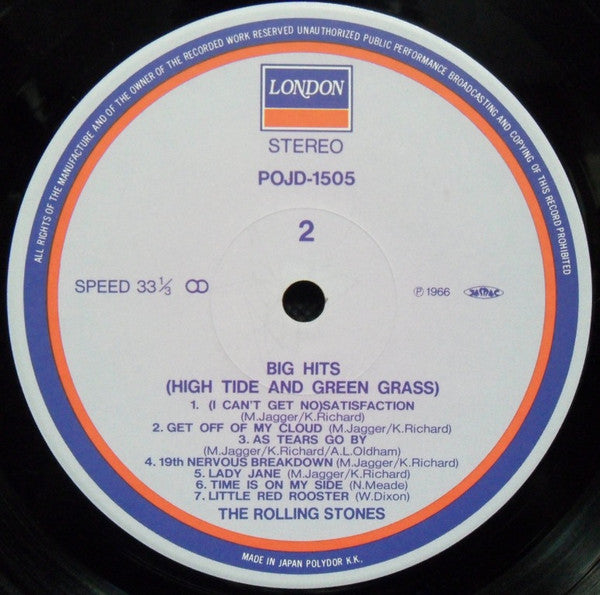 ALL RIGHTS OF THE MANUFACTURE AND OF THE OWNER OF THE RECORDED WORK RESERVED UNAUTHORIZED PUBLIC PERFORMANCE BROADCASTING AND COPYING OF THIS RECORD PROHIBITED
LONDON
STEREO
POJD-1505
2
SPEED 33⅓
℗ 1966 JASRAC
BIG HITS
(HIGH TIDE AND GREEN GRASS)
1. (I CAN'T GET NO)SATISFACTION
(M.Jagger/K.Richard)
2. GET OFF OF MY CLOUD (M.Jagger/K.Richard)
3. AS TEARS GO BY
(M.Jagger/K.Richard/A.L.Oldham)
4. 19th NERVOUS BREAKDOWN (M.Jagger/K.Richard)
5. LADY JANE (M.Jagger/K.Richard)
6. TIME IS ON MY SIDE (N.Meade)
7. LITTLE RED ROOSTER (W.Dixon)
THE ROLLING STONES
MADE IN JAPAN POLYDOR K.K.